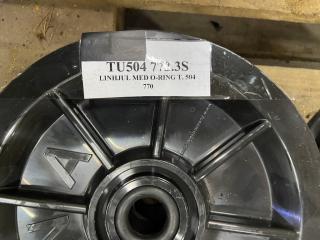 TU504 772.3S
LINHJUL MED O-RING T. 504
770